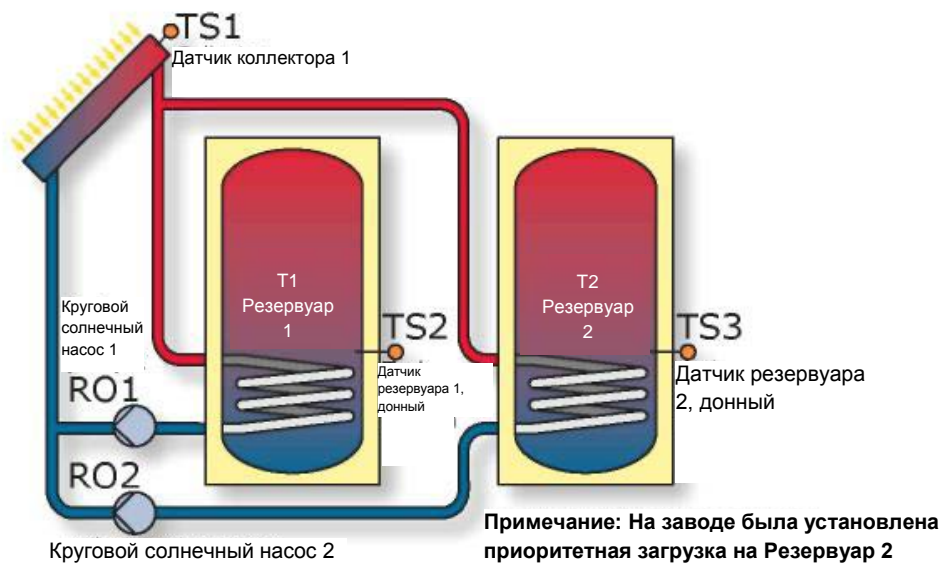 TS1
Датчик коллектора 1
T1
Резервуар
1
T2
Резервуар
2
Круговой
солнечный
насос 1
TS2
TS3
Датчик
резервуара 1,
донный
Датчик резервуара
2, донный
RO1
RO2
Круговой солнечный насос 2
Примечание: На заводе была установлена
приоритетная загрузка на Резервуар 2